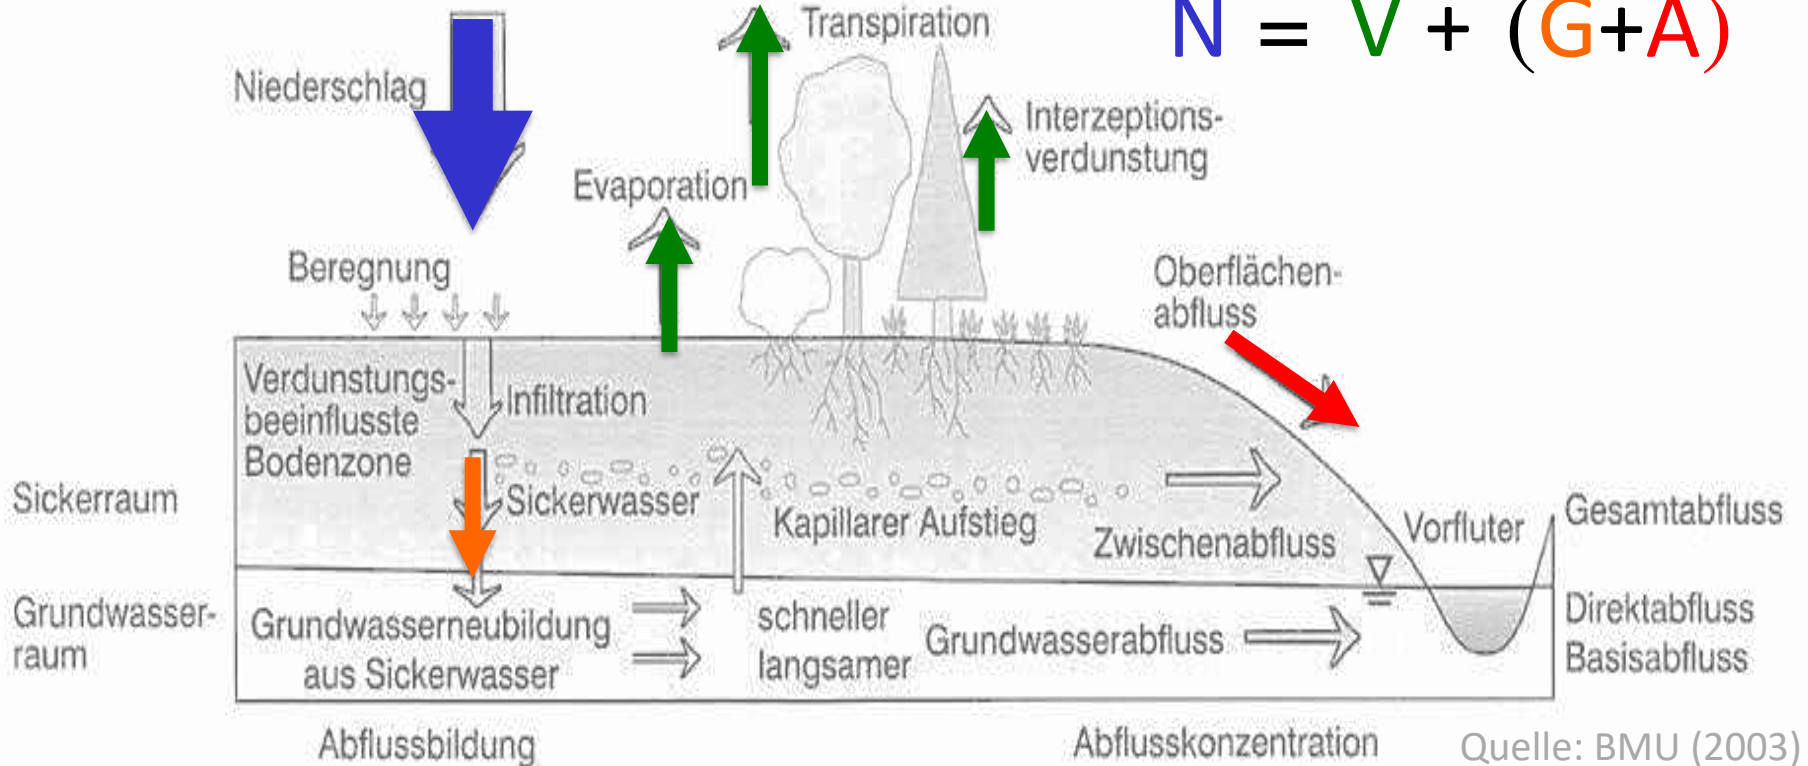 N = V + (G+A)
Transpiration
Niederschlag
Interzeptions-
verdunstung
Evaporation
Beregnung
Oberflächen-
abfluss
Verdunstungs-
beeinflusste
Bodenzone
Infiltration
Sickerraum
Sickerwasser
Kapillarer Aufstieg
Zwischenabfluss
Vorfluter
Gesamtabfluss
Grundwasser-
raum
Grundwasserneubildung
aus Sickerwasser
schneller
langsamer
Grundwasserabfluss
Direktabfluss
Basisabfluss
Abflussbildung
Abflusskonzentration
Quelle: BMU (2003)